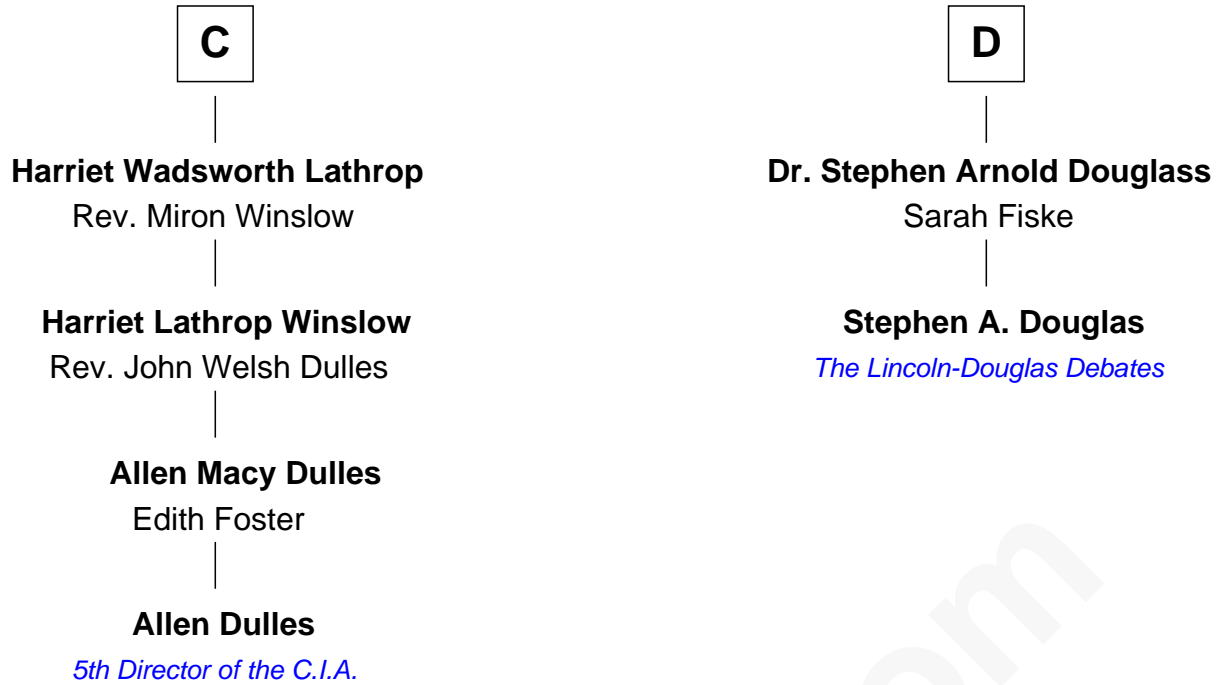 C
Harriet Wadsworth Lathrop
Rev. Miron Winslow
Harriet Lathrop Winslow
Rev. John Welsh Dulles
Allen Macy Dulles
Edith Foster
Allen Dulles
5th Director of the C.I.A.
D
Dr. Stephen Arnold Douglass
Sarah Fiske
Stephen A. Douglas
The Lincoln-Douglas Debates
om